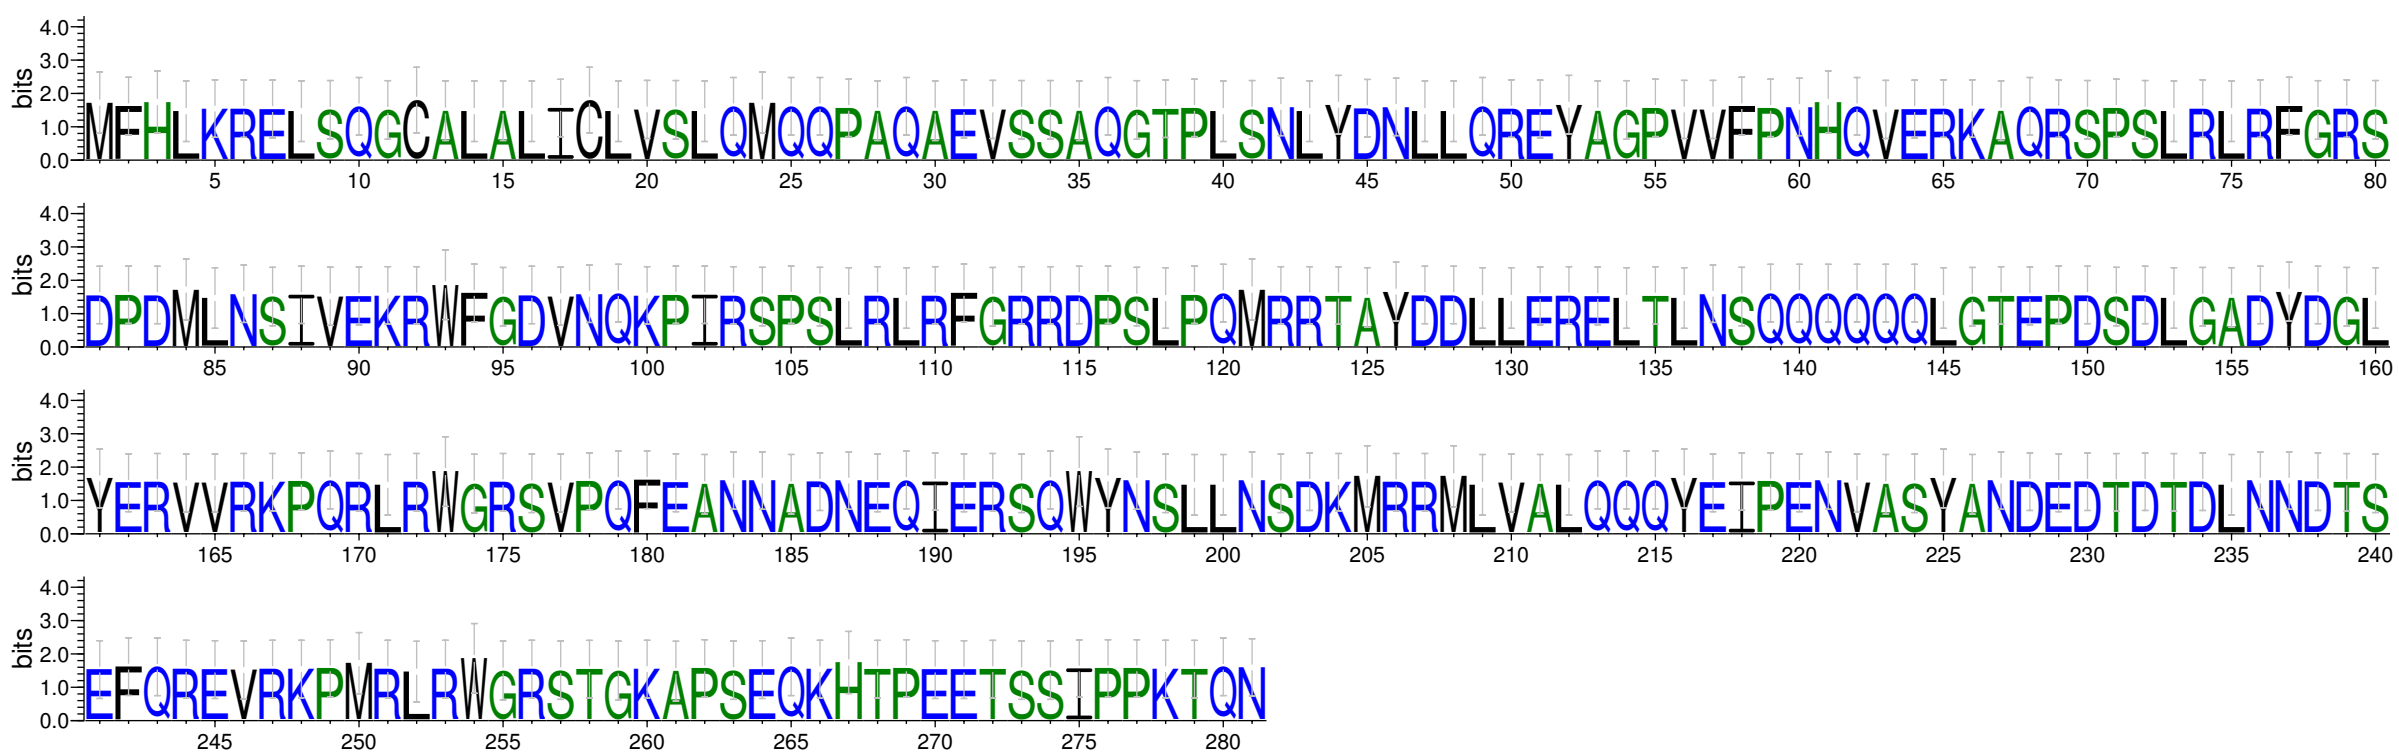 4.0
3.0
2.0
1.0
0.0
bits
MFHLKRELSQGCALALICLVSLQMQQPAQAEVSSAQGTPLSNLYDNLLQREYAGPVVFPNHQVERKAQRSPSLRLRFGRS
5 10 15 20 25 30 35 40 45 50 55 60 65 70 75 80
4.0
3.0
2.0
1.0
0.0
bits
DPDMLNSIVEKRWFGDVNQKPIRSPSLRLRFGRRDPSLPQMRRTAYDDLLERELTLNSQQQQQQLGTEPDSDLGADYDGL
85 90 95 100 105 110 115 120 125 130 135 140 145 150 155 160
4.0
3.0
2.0
1.0
0.0
bits
YERVVRKPQRLRWGRSVPQFEANNADNEQIERSQWYNSLLNSDKMRRMLVALQQQYEIPENVASYANDEDTDTDLNNDTS
165 170 175 180 185 190 195 200 205 210 215 220 225 230 235 240
4.0
3.0
2.0
1.0
0.0
bits
EFQREVRKPMRLRWGRSTGKAPSEQKHTPEETSSIPPKTQN
245 250 255 260 265 270 275 280